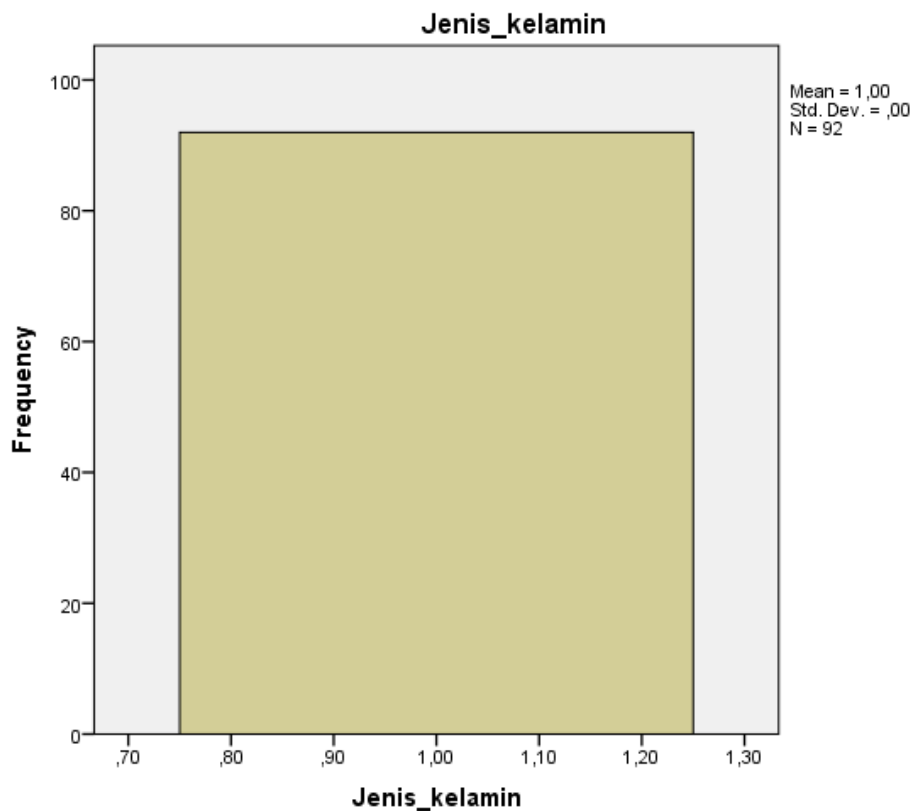 Jenis_kelamin
Mean = 1,00
Std. Dev. = ,00
N = 92
Frequency
100
80
60
40
20
0
,70 ,80 ,90 1,00 1,10 1,20 1,30
Jenis_kelamin